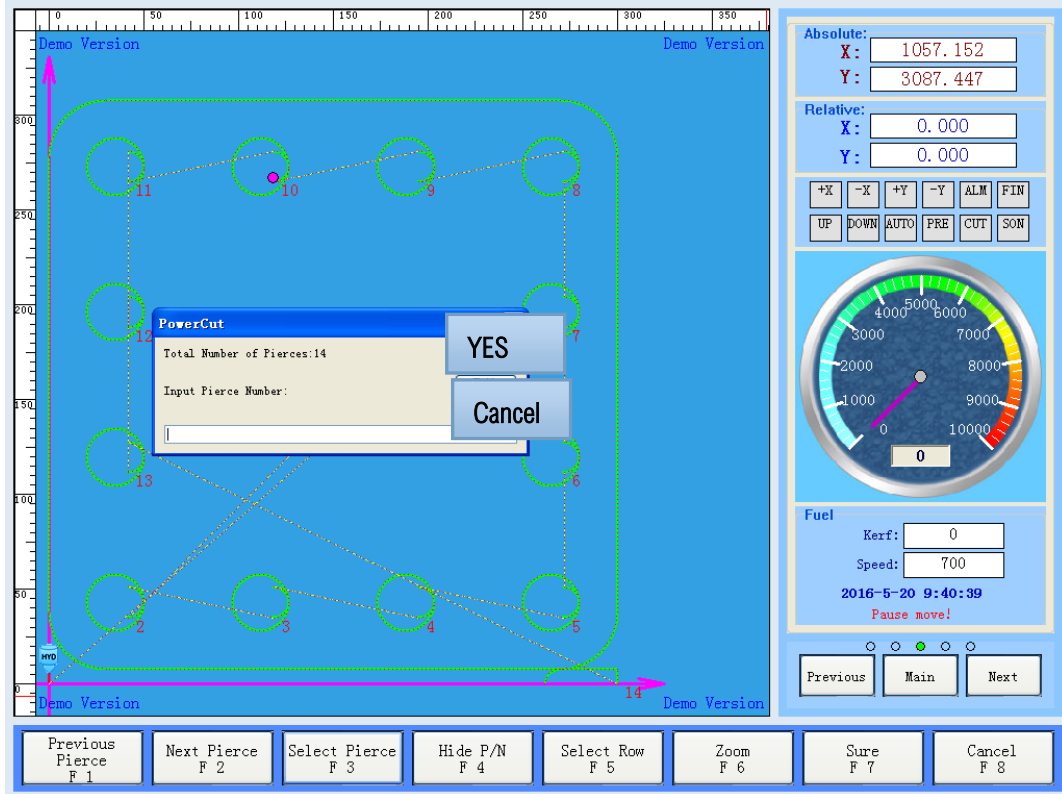 0 50 100 150 200 250 300 350
Demo Version
Demo Version
300
250
200
150
100
50
0
11
10
9
8
12
7
13
6
2
3
4
5
14
HYD
PowerCut
Total Number of Pierces:14
Input Pierce Number:
YES
Cancel
Demo Version
Demo Version
Absolute:
X: 1057.152
Y: 3087.447
Relative:
X: 0.000
Y: 0.000
+X -X +Y -Y ALM FIN
UP DOWN AUTO PRE CUT SON
0 1000 2000 3000 4000 5000 6000 7000 8000 9000 10000
0
Fuel
Kerf: 0
Speed: 700
2016-5-20 9:40:39
Pause move!
Previous Main Next
Previous Pierce F 1
Next Pierce F 2
Select Pierce F 3
Hide P/N F 4
Select Row F 5
Zoom F 6
Sure F 7
Cancel F 8